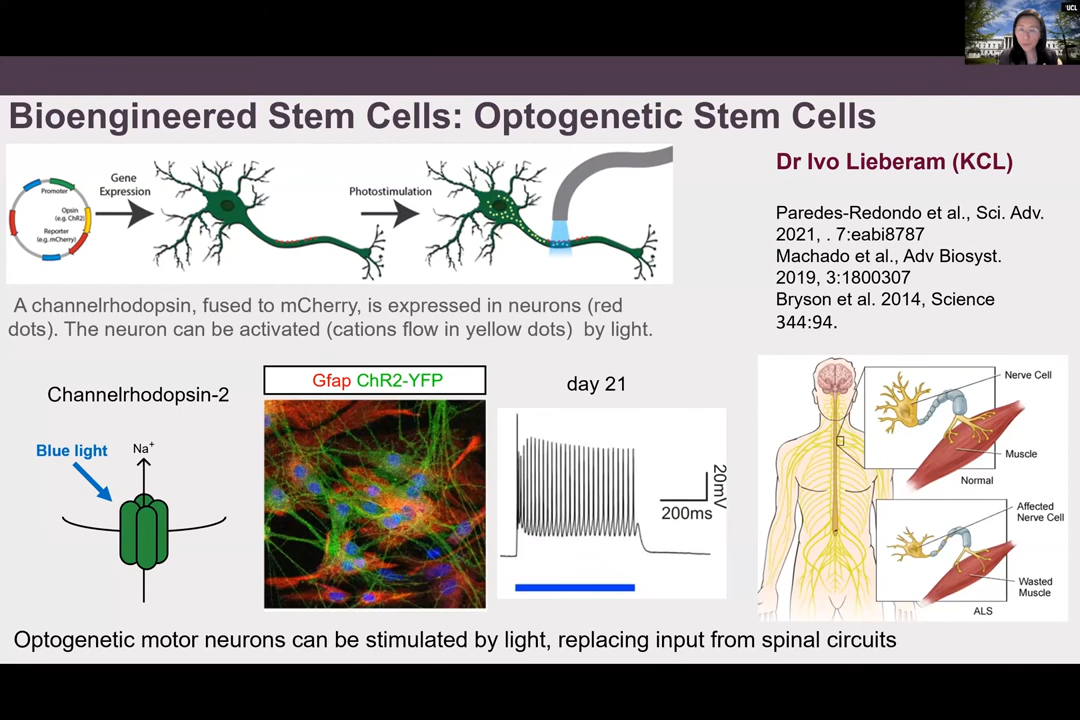 UCL
Bioengineered Stem Cells: Optogenetic Stem Cells
Promoter
Opsin
(e.g. ChR2)
Reporter
(e.g. mCherry)
Gene
Expression
Photostimulation
A channelrhodopsin, fused to mCherry, is expressed in neurons (red
dots). The neuron can be activated (cations flow in yellow dots)  by light.
Dr Ivo Lieberam (KCL)
Paredes-Redondo et al., Sci. Adv.
2021, . 7:eabi8787
Machado et al., Adv Biosyst.
2019, 3:1800307
Bryson et al. 2014, Science
344:94.
Channelrhodopsin-2
Blue light
Na+
Gfap ChR2-YFP
day 21
20mV
200ms
Nerve Cell
Muscle
Normal
Affected
Nerve Cell
Wasted
Muscle
ALS
Optogenetic motor neurons can be stimulated by light, replacing input from spinal circuits